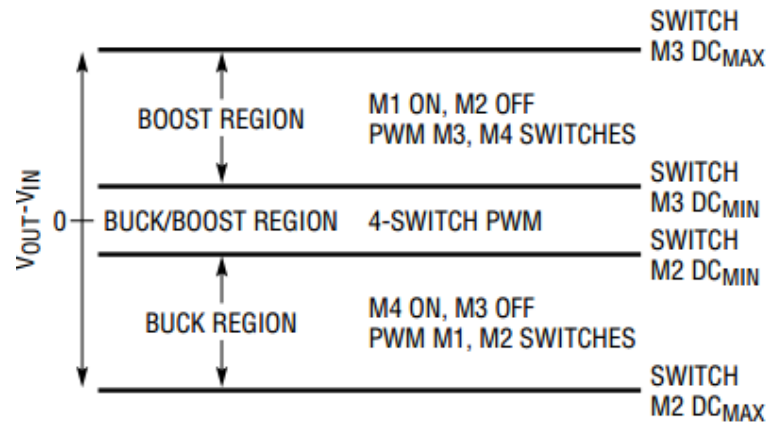 SWITCH
M3 DCMAX
BOOST REGION
M1 ON, M2 OFF
PWM M3, M4 SWITCHES
SWITCH
M3 DCMIN
VOUT-VIN
0
BUCK/BOOST REGION
4-SWITCH PWM
SWITCH
M2 DCMIN
BUCK REGION
M4 ON, M3 OFF
PWM M1, M2 SWITCHES
SWITCH
M2 DCMAX